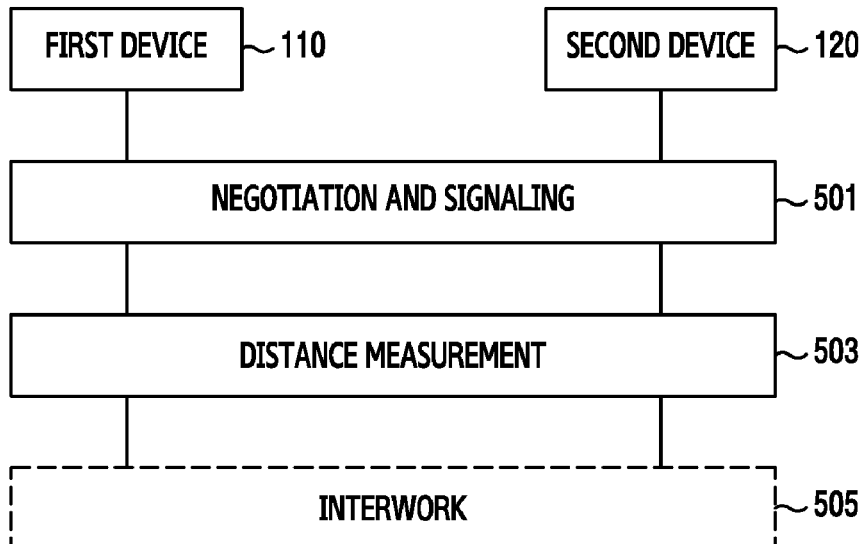 FIRST DEVICE 110 SECOND DEVICE 120
NEGOTIATION AND SIGNALING 501
DISTANCE MEASUREMENT 503
INTERWORK 505